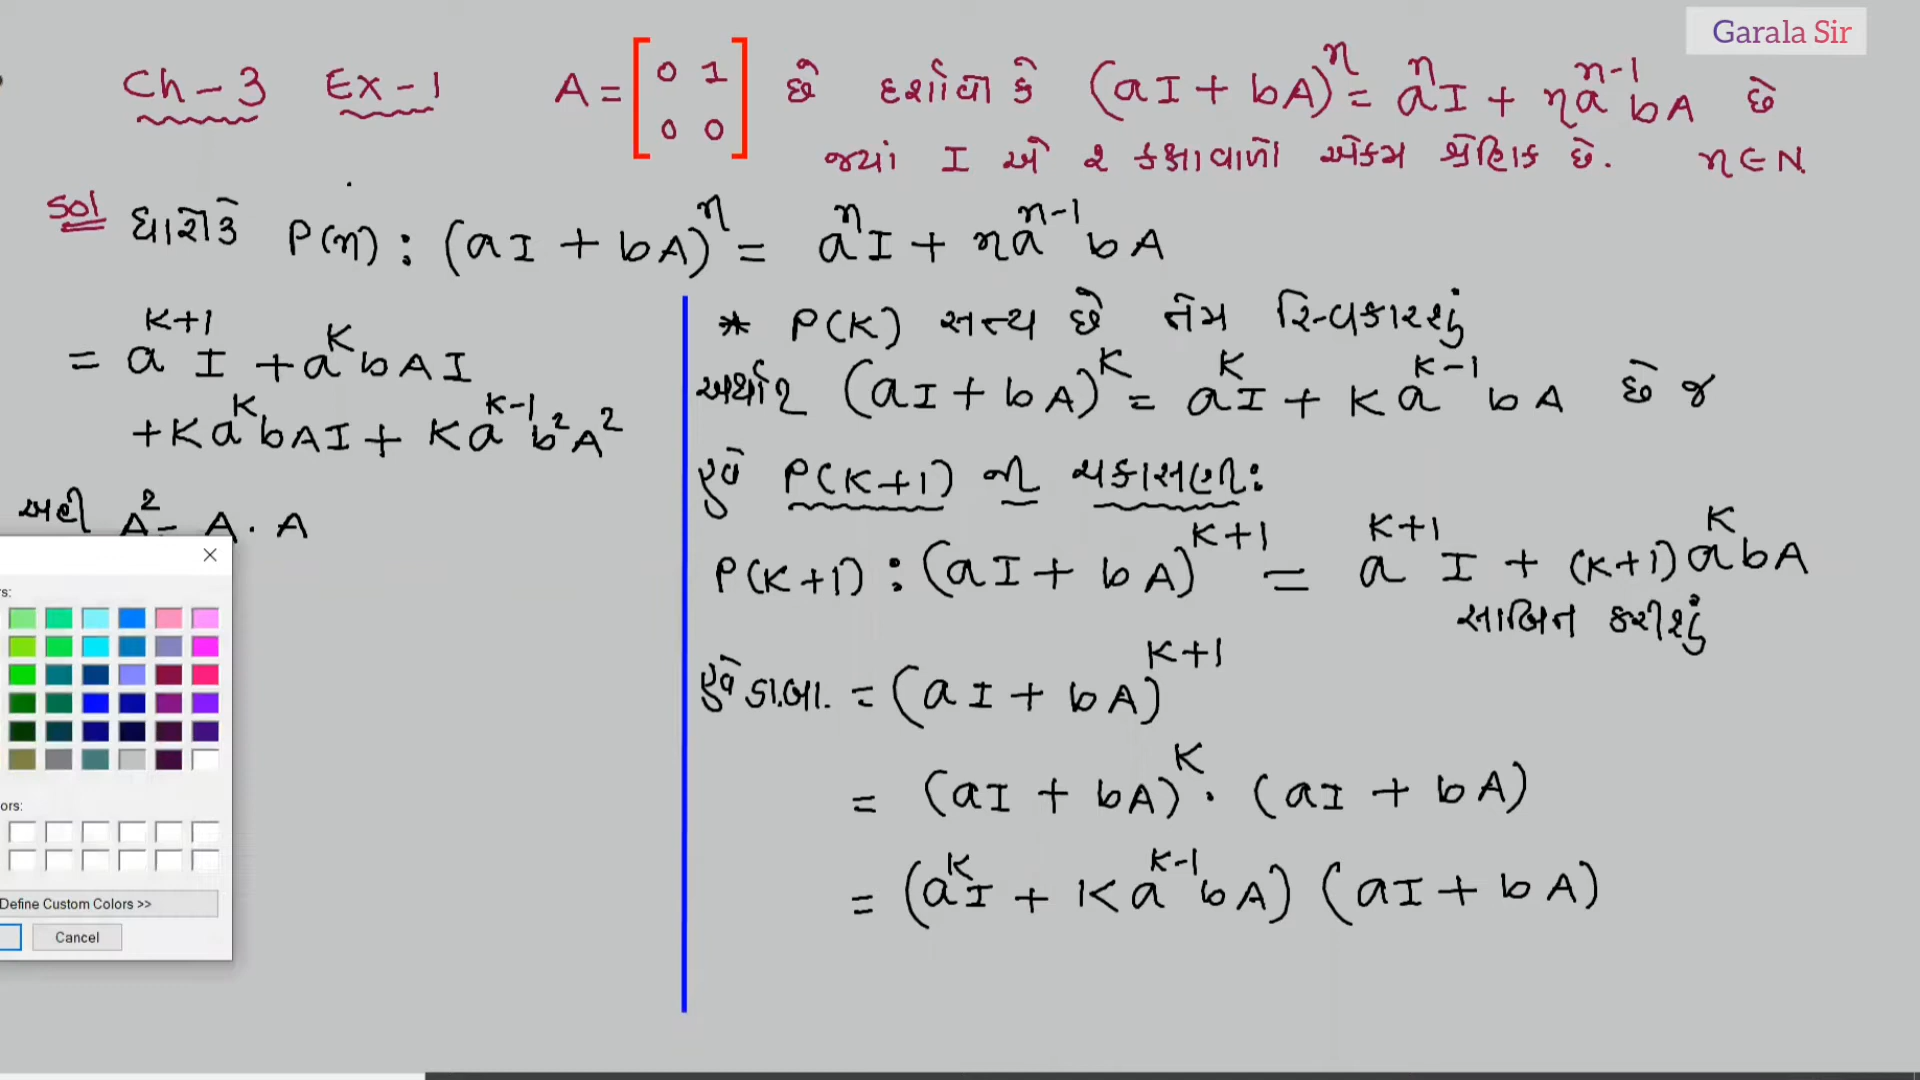 Garala Sir
Ch-3 Ex-1 A = [0 1 0 0] છે દર્શાવો કે (aI + bA)^n = a^n I + na^(n-1) bA છે
જ્યાં I એ ૨ કક્ષાવાળો એકમ શ્રેણિક છે. n ∈ N
Sol ધારોકે P(n) : (aI + bA)^n = a^n I + na^(n-1) bA
= a^(K+1) I + a^K bAI
+ Ka^K bAI + Ka^(K-1) b^2 A^2
અહી A^2 = A . A
* P(K) સત્ય છે તેમ સ્વિકારશું
અર્થાત (aI + bA)^K = a^K I + Ka^(K-1) bA છે જ
હવે P(K+1) ની ચકાસણી:
P(K+1) : (aI + bA)^(K+1) = a^(K+1) I + (K+1) a^K bA
સાબિત કરીશું
હવે ડા.બા. = (aI + bA)^(K+1)
= (aI + bA)^K . (aI + bA)
= (a^K I + Ka^(K-1) bA) (aI + bA)
Define Custom Colors >>
Cancel